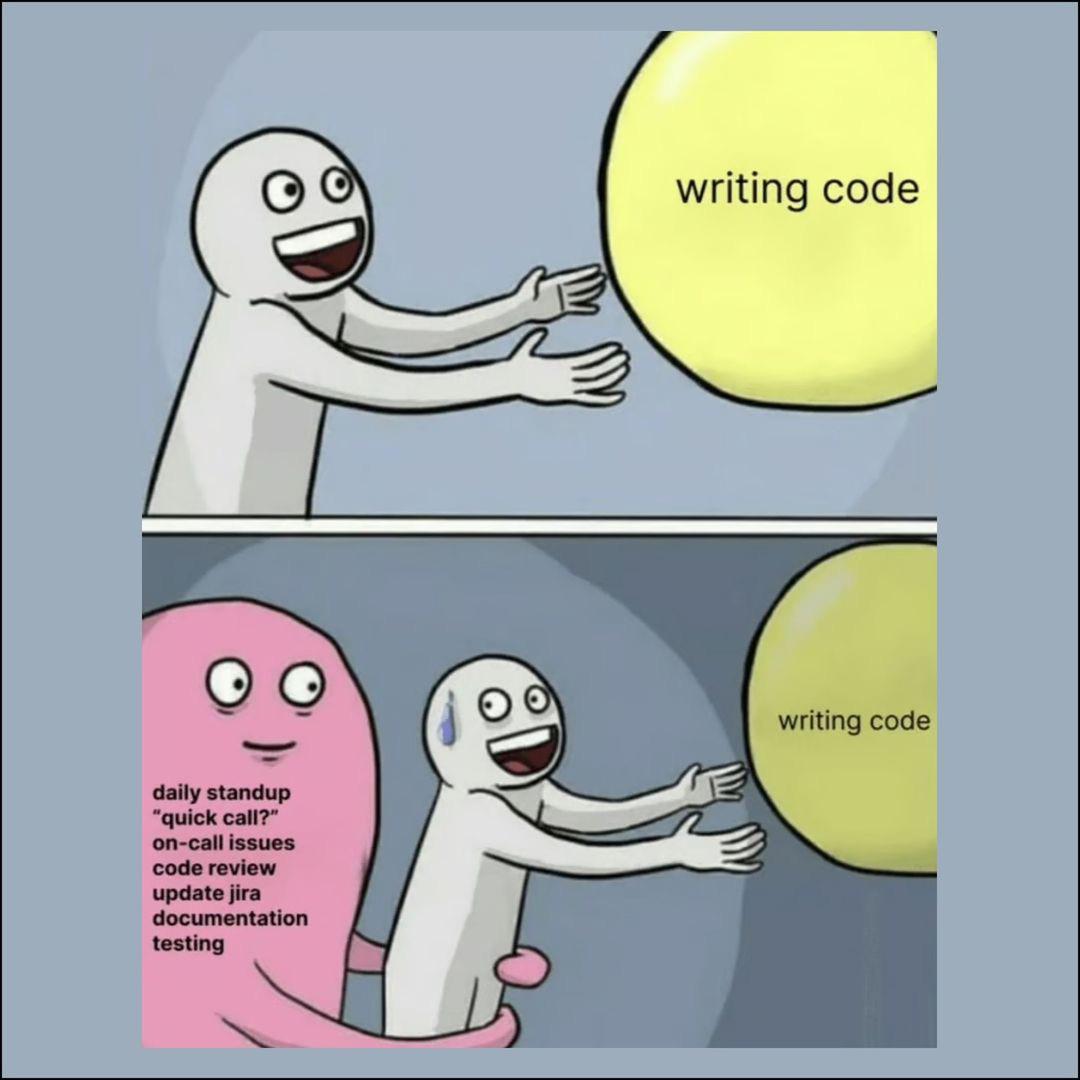 writing code
writing code
daily standup
“quick call?”
on-call issues
code review
update jira
documentation
testing